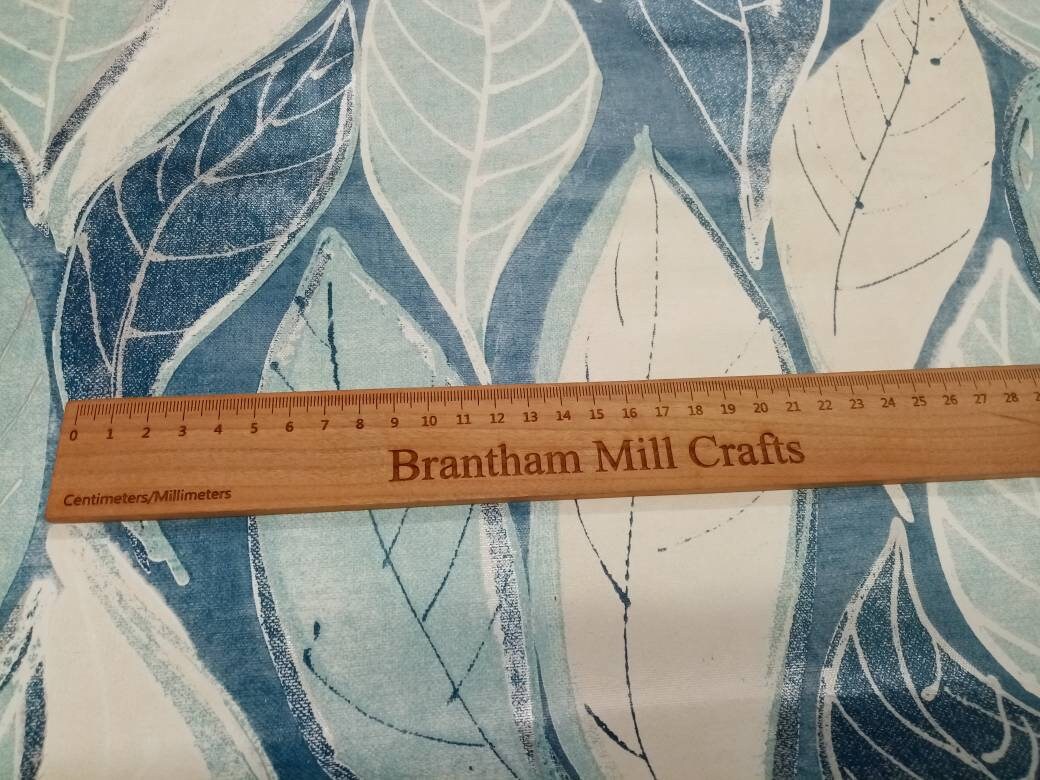 0 1 2 3 4 5 6 7 8 9 10 11 12 13 14 15 16 17 18 19 20 21 22 23 24 25 26 27 28
Brantham Mill Crafts
Centimeters/Millimeters